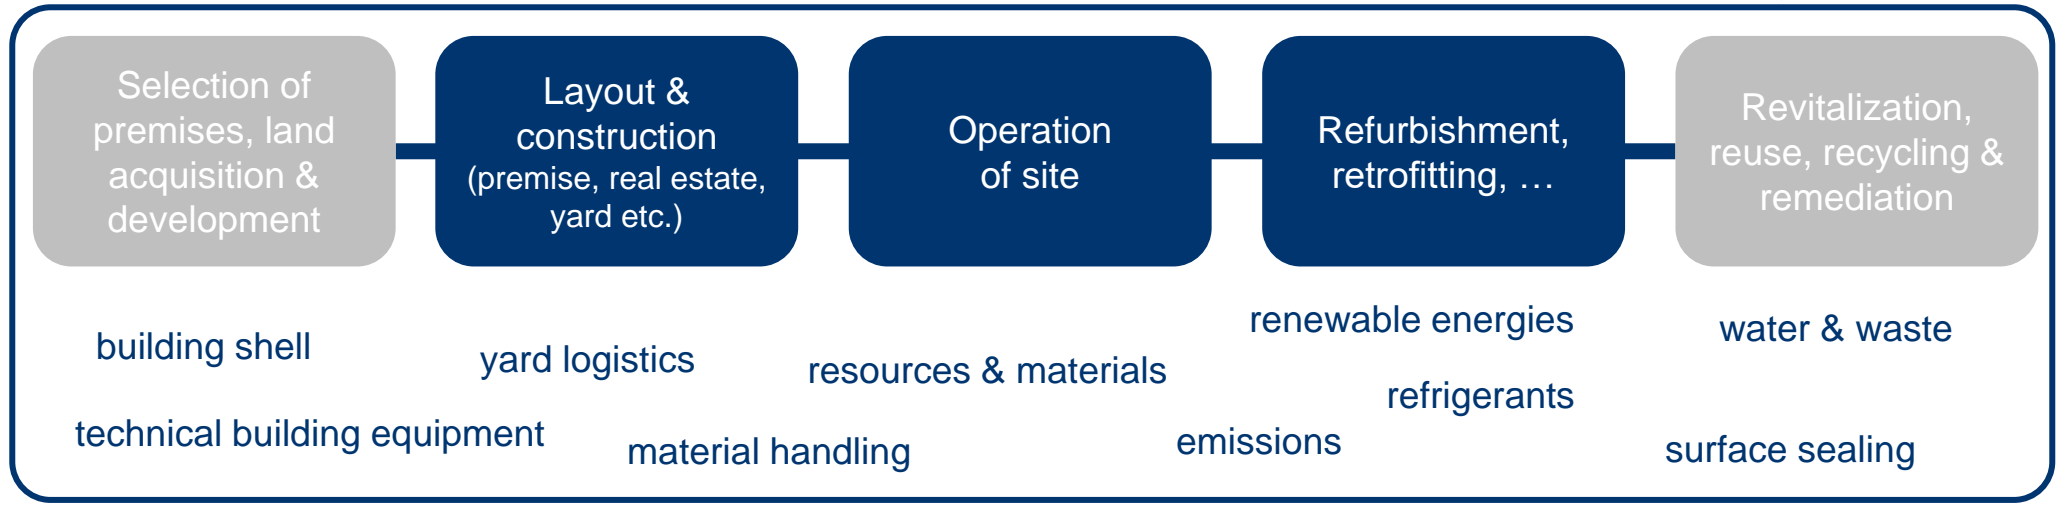 Selection of
premises, land
acquisition &
development
Layout &
construction
(premise, real estate,
yard etc.)
Operation
of site
Refurbishment,
retrofitting, …
Revitalization,
reuse, recycling &
remediation
building shell
yard logistics
resources & materials
renewable energies
water & waste
technical building equipment
material handling
emissions
refrigerants
surface sealing